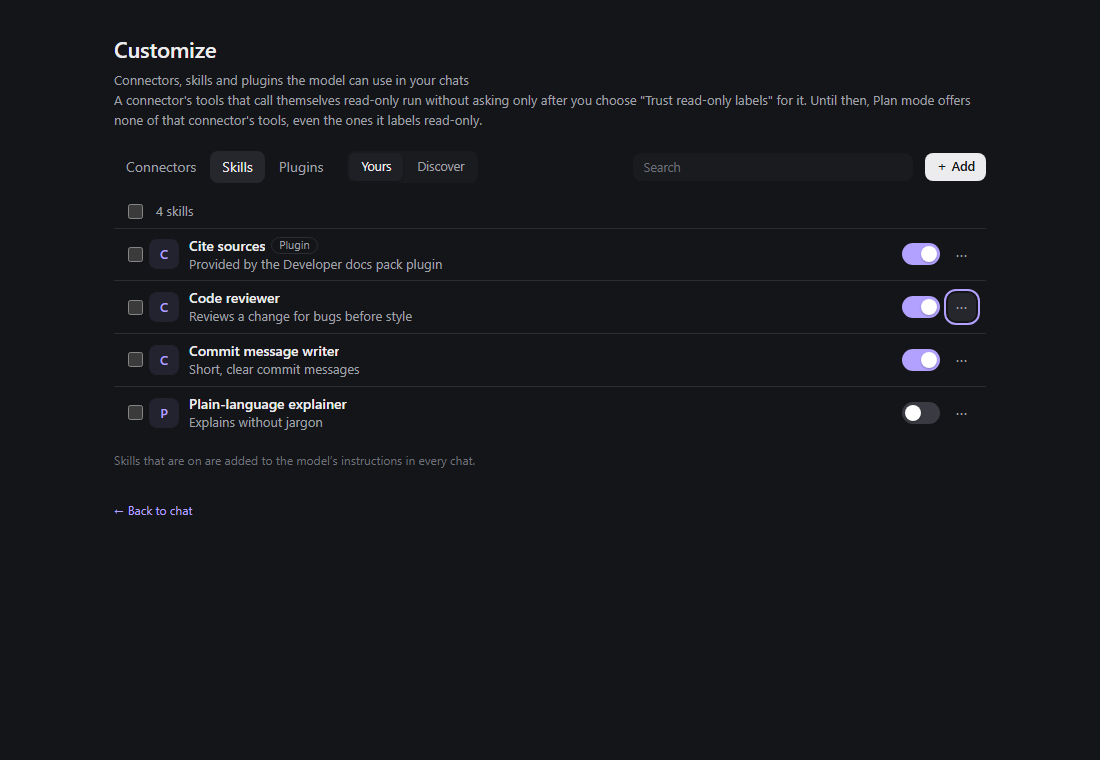 Customize
Connectors, skills and plugins the model can use in your chats
A connector's tools that call themselves read-only run without asking only after you choose "Trust read-only labels" for it. Until then, Plan mode offers
none of that connector's tools, even the ones it labels read-only.
Connectors Skills Plugins Yours Discover Search + Add
4 skills
C Cite sources Plugin ...
Provided by the Developer docs pack plugin
C Code reviewer ...
Reviews a change for bugs before style
C Commit message writer ...
Short, clear commit messages
P Plain-language explainer ...
Explains without jargon
Skills that are on are added to the model's instructions in every chat.
← Back to chat